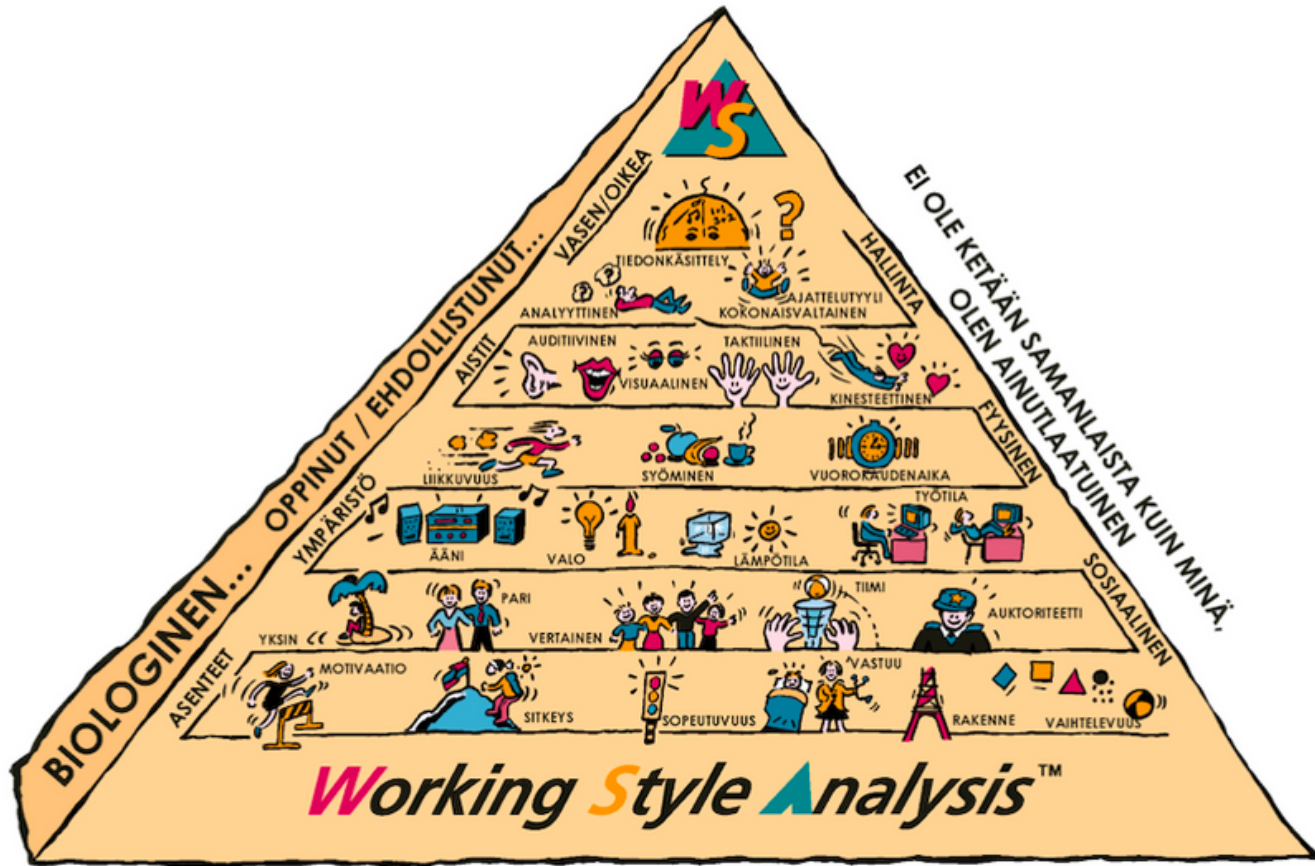 WS
BIOLOGINEN... OPPINUT / EHDOLLISTUNUT...
EI OLE KETÄÄN SAMANLAISTA KUIN MINÄ,
OLEN AINUTLAATUINEN
VASEN/OIKEA
HALLINTA
?
TIEDONKÄSITTELY
? ?
AJATTELUTYYLI
ANALYYTTINEN
KOKONAISVALTAINEN
AISTIT
AUDITIIVINEN
TAKTIILINEN
VISUAALINEN
KINESTEETTINEN
FYYSINEN
LIIKKUVUUS
SYÖMINEN
VUOROKAUDENAIKA
YMPÄRISTÖ
TYÖTILA
ÄÄNI
VALO
LÄMPÖTILA
SOSIAALINEN
PARI
TIIMI
YKSIN
VERTAINEN
AUKTORITEETTI
ASENTEET
MOTIVAATIO
VASTUU
SITKEYS
SOPEUTUVUUS
RAKENNE
VAIHTELEVUUS
Working Style Analysis™